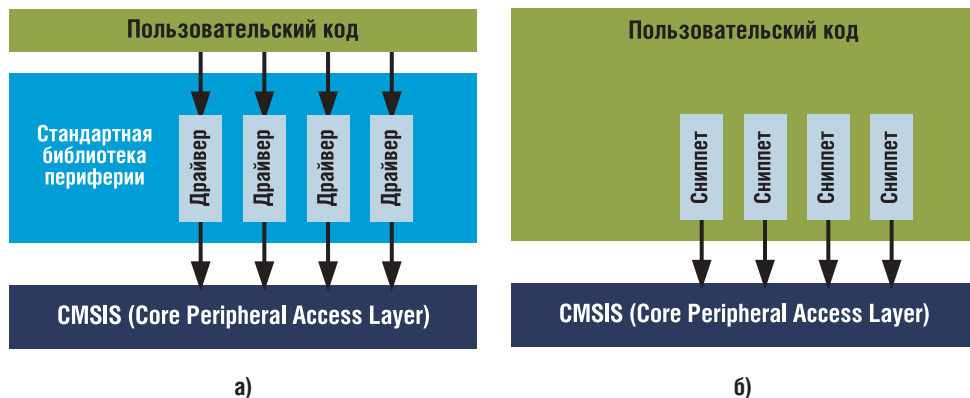 Пользовательский код
Стандартная
библиотека
периферии
Драйвер
Драйвер
Драйвер
Драйвер
CMSIS (Core Peripheral Access Layer)
а)
Пользовательский код
Сниппет
Сниппет
Сниппет
Сниппет
CMSIS (Core Peripheral Access Layer)
б)